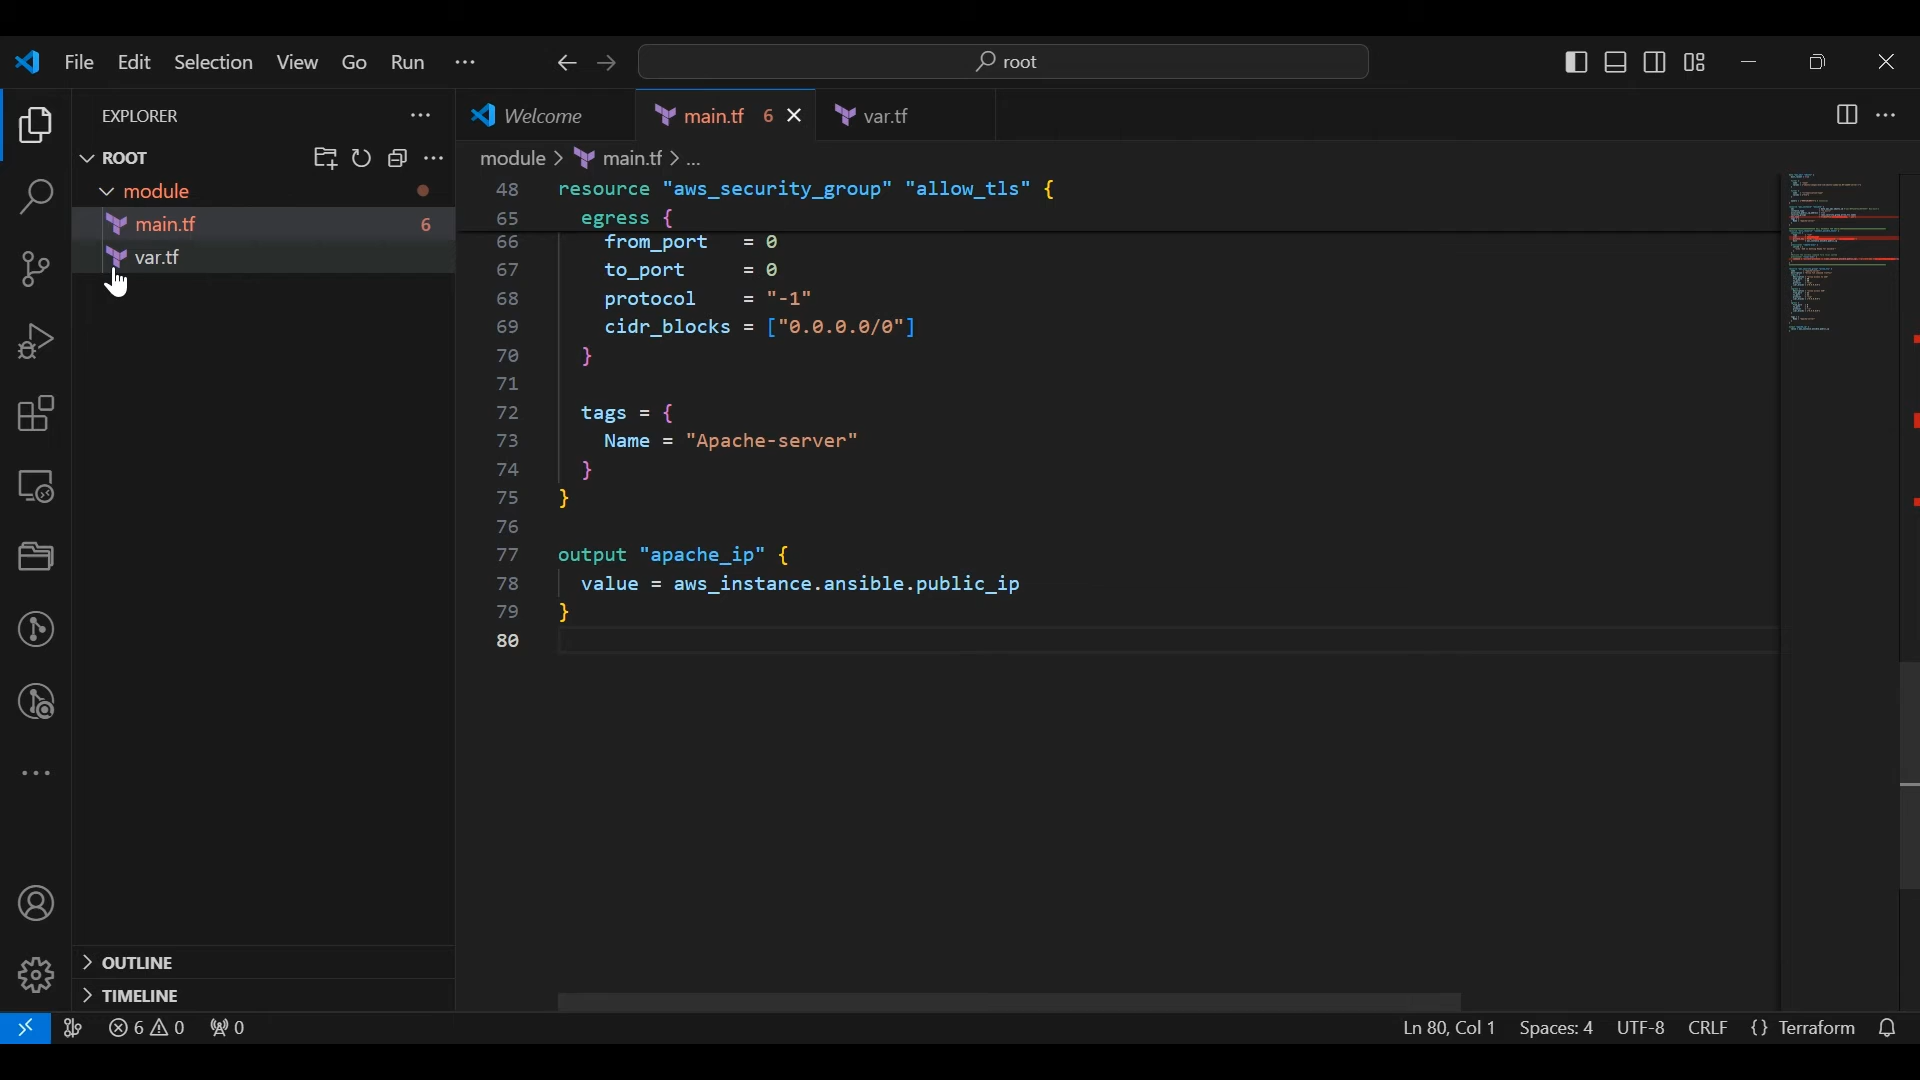 File Edit Selection View Go Run ··· root
EXPLORER ···
Welcome main.tf 6 var.tf ···
ROOT ···
module > main.tf > ...
module
main.tf 6
var.tf
48 resource "aws_security_group" "allow_tls" {
65 egress {
66 from_port = 0
67 to_port = 0
68 protocol = "-1"
69 cidr_blocks = ["0.0.0.0/0"]
70 }
71
72 tags = {
73 Name = "Apache-server"
74 }
75 }
76
77 output "apache_ip" {
78 value = aws_instance.ansible.public_ip
79 }
80
OUTLINE
TIMELINE
6 0 0 Ln 80, Col 1 Spaces: 4 UTF-8 CRLF {} Terraform